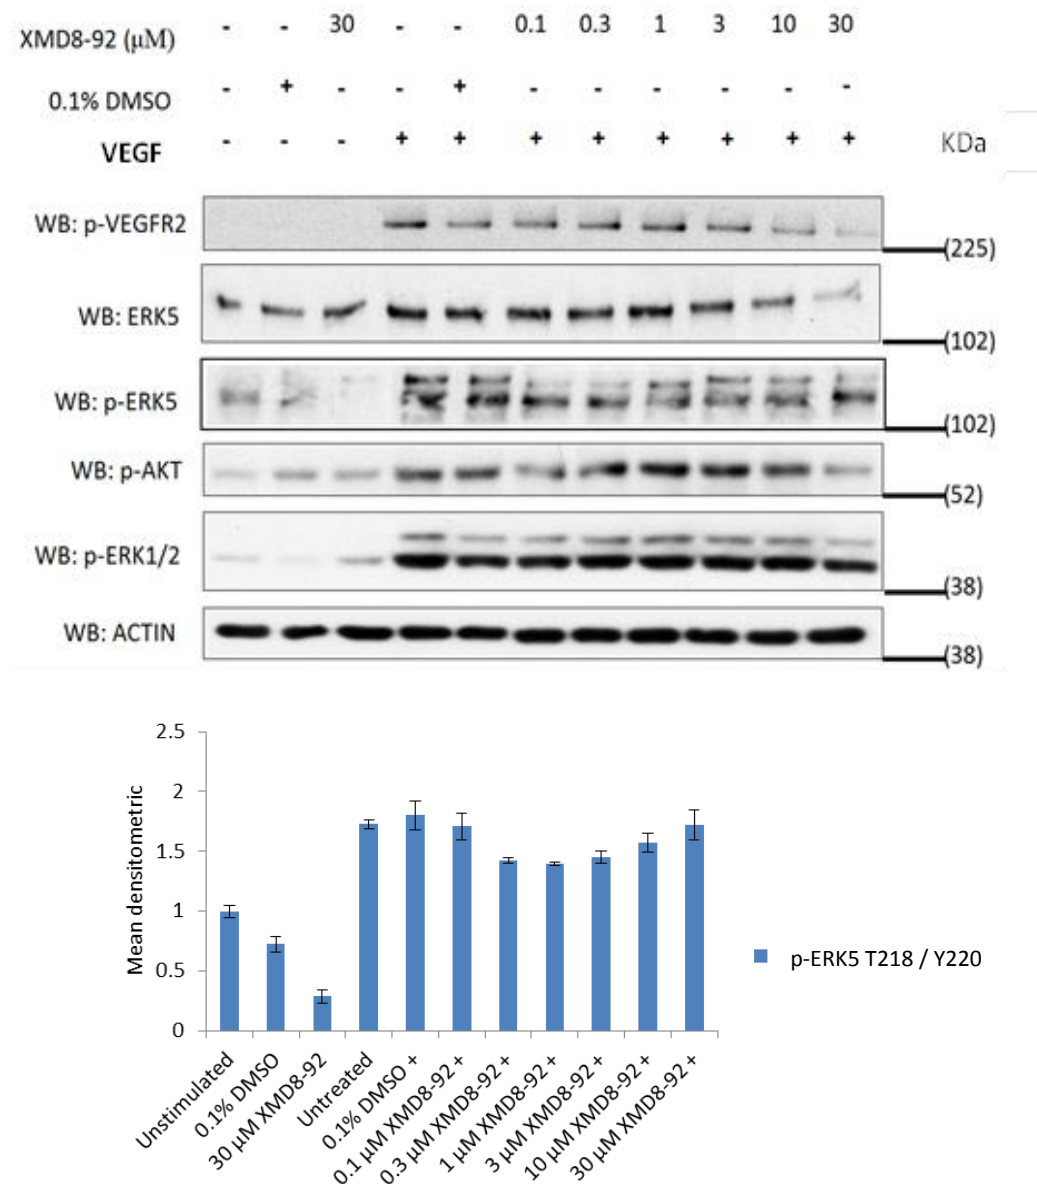 XMD8-92 (µM) - - 30 - - 0.1 0.3 1 3 10 30
0.1% DMSO - + - - + - - - - - -
VEGF - - - + + + + + + + + KDa
WB: p-VEGFR2 (225)
WB: ERK5 (102)
WB: p-ERK5 (102)
WB: p-AKT (52)
WB: p-ERK1/2 (38)
WB: ACTIN (38)
Mean densitometric
2.5
2
1.5
1
0.5
0
Unstimulated
0.1% DMSO
30 µM XMD8-92
Untreated
0.1% DMSO +
0.1 µM XMD8-92 +
0.3 µM XMD8-92 +
1 µM XMD8-92 +
3 µM XMD8-92 +
10 µM XMD8-92 +
30 µM XMD8-92 +
p-ERK5 T218 / Y220